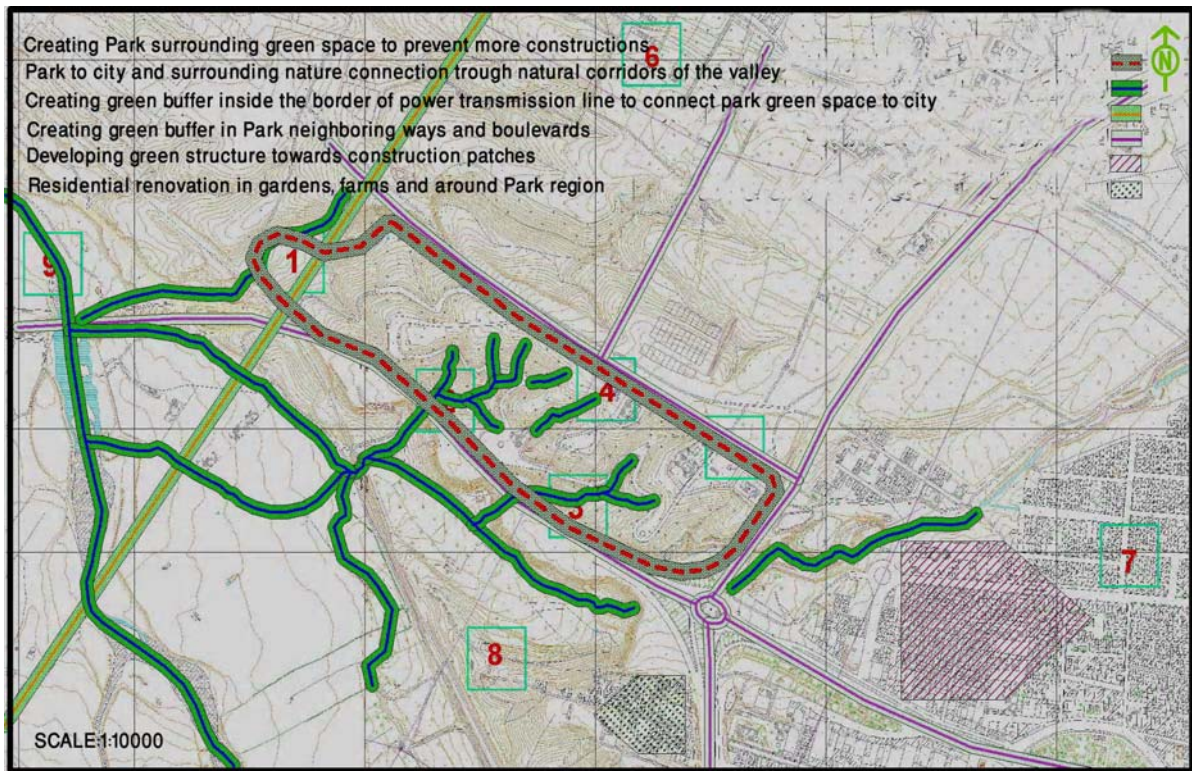 Creating Park surrounding green space to prevent more constructions
Park to city and surrounding nature connection trough natural corridors of the valley
Creating green buffer inside the border of power transmission line to connect park green space to city
Creating green buffer in Park neighboring ways and boulevards
Developing green structure towards construction patches
Residential renovation in gardens, farms and around Park region
N
6
9
1
4
7
8
SCALE:1:10000